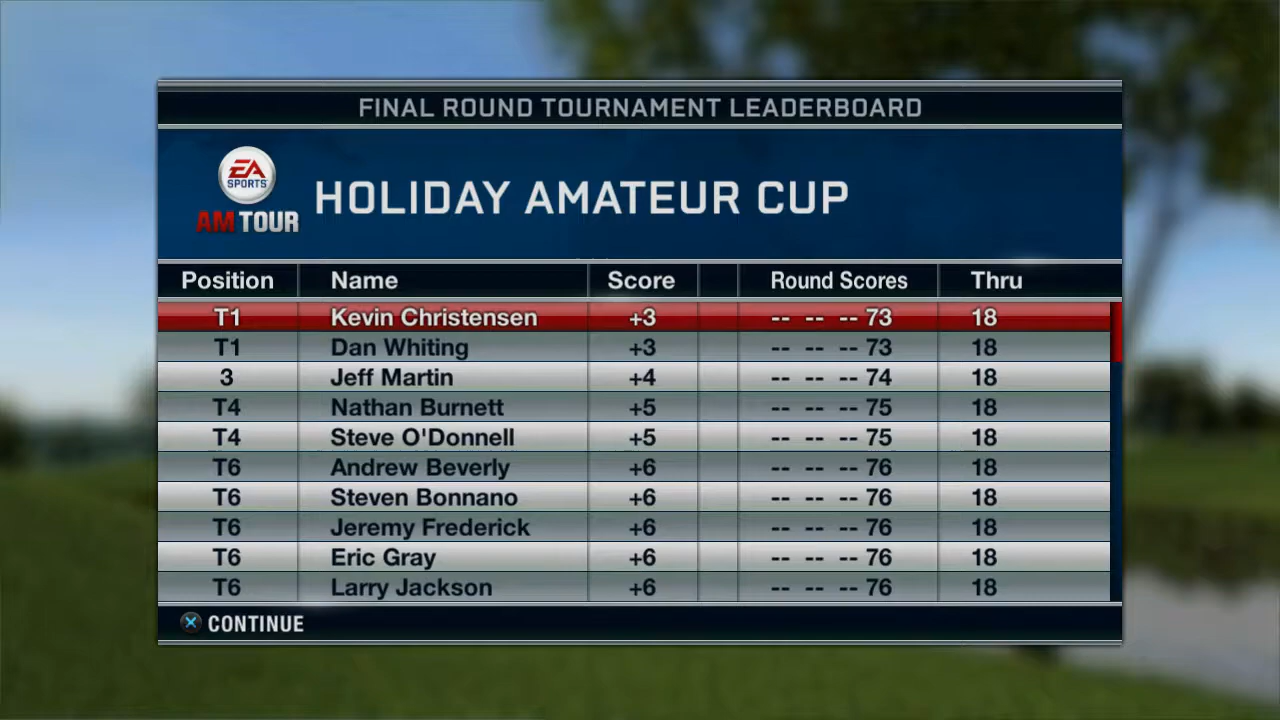 FINAL ROUND TOURNAMENT LEADERBOARD
EA
SPORTS
AM TOUR
HOLIDAY AMATEUR CUP
Position Name Score Round Scores Thru
T1 Kevin Christensen +3 -- -- -- 73 18
T1 Dan Whiting +3 -- -- -- 73 18
3 Jeff Martin +4 -- -- -- 74 18
T4 Nathan Burnett +5 -- -- -- 75 18
T4 Steve O'Donnell +5 -- -- -- 75 18
T6 Andrew Beverly +6 -- -- -- 76 18
T6 Steven Bonnano +6 -- -- -- 76 18
T6 Jeremy Frederick +6 -- -- -- 76 18
T6 Eric Gray +6 -- -- -- 76 18
T6 Larry Jackson +6 -- -- -- 76 18
CONTINUE